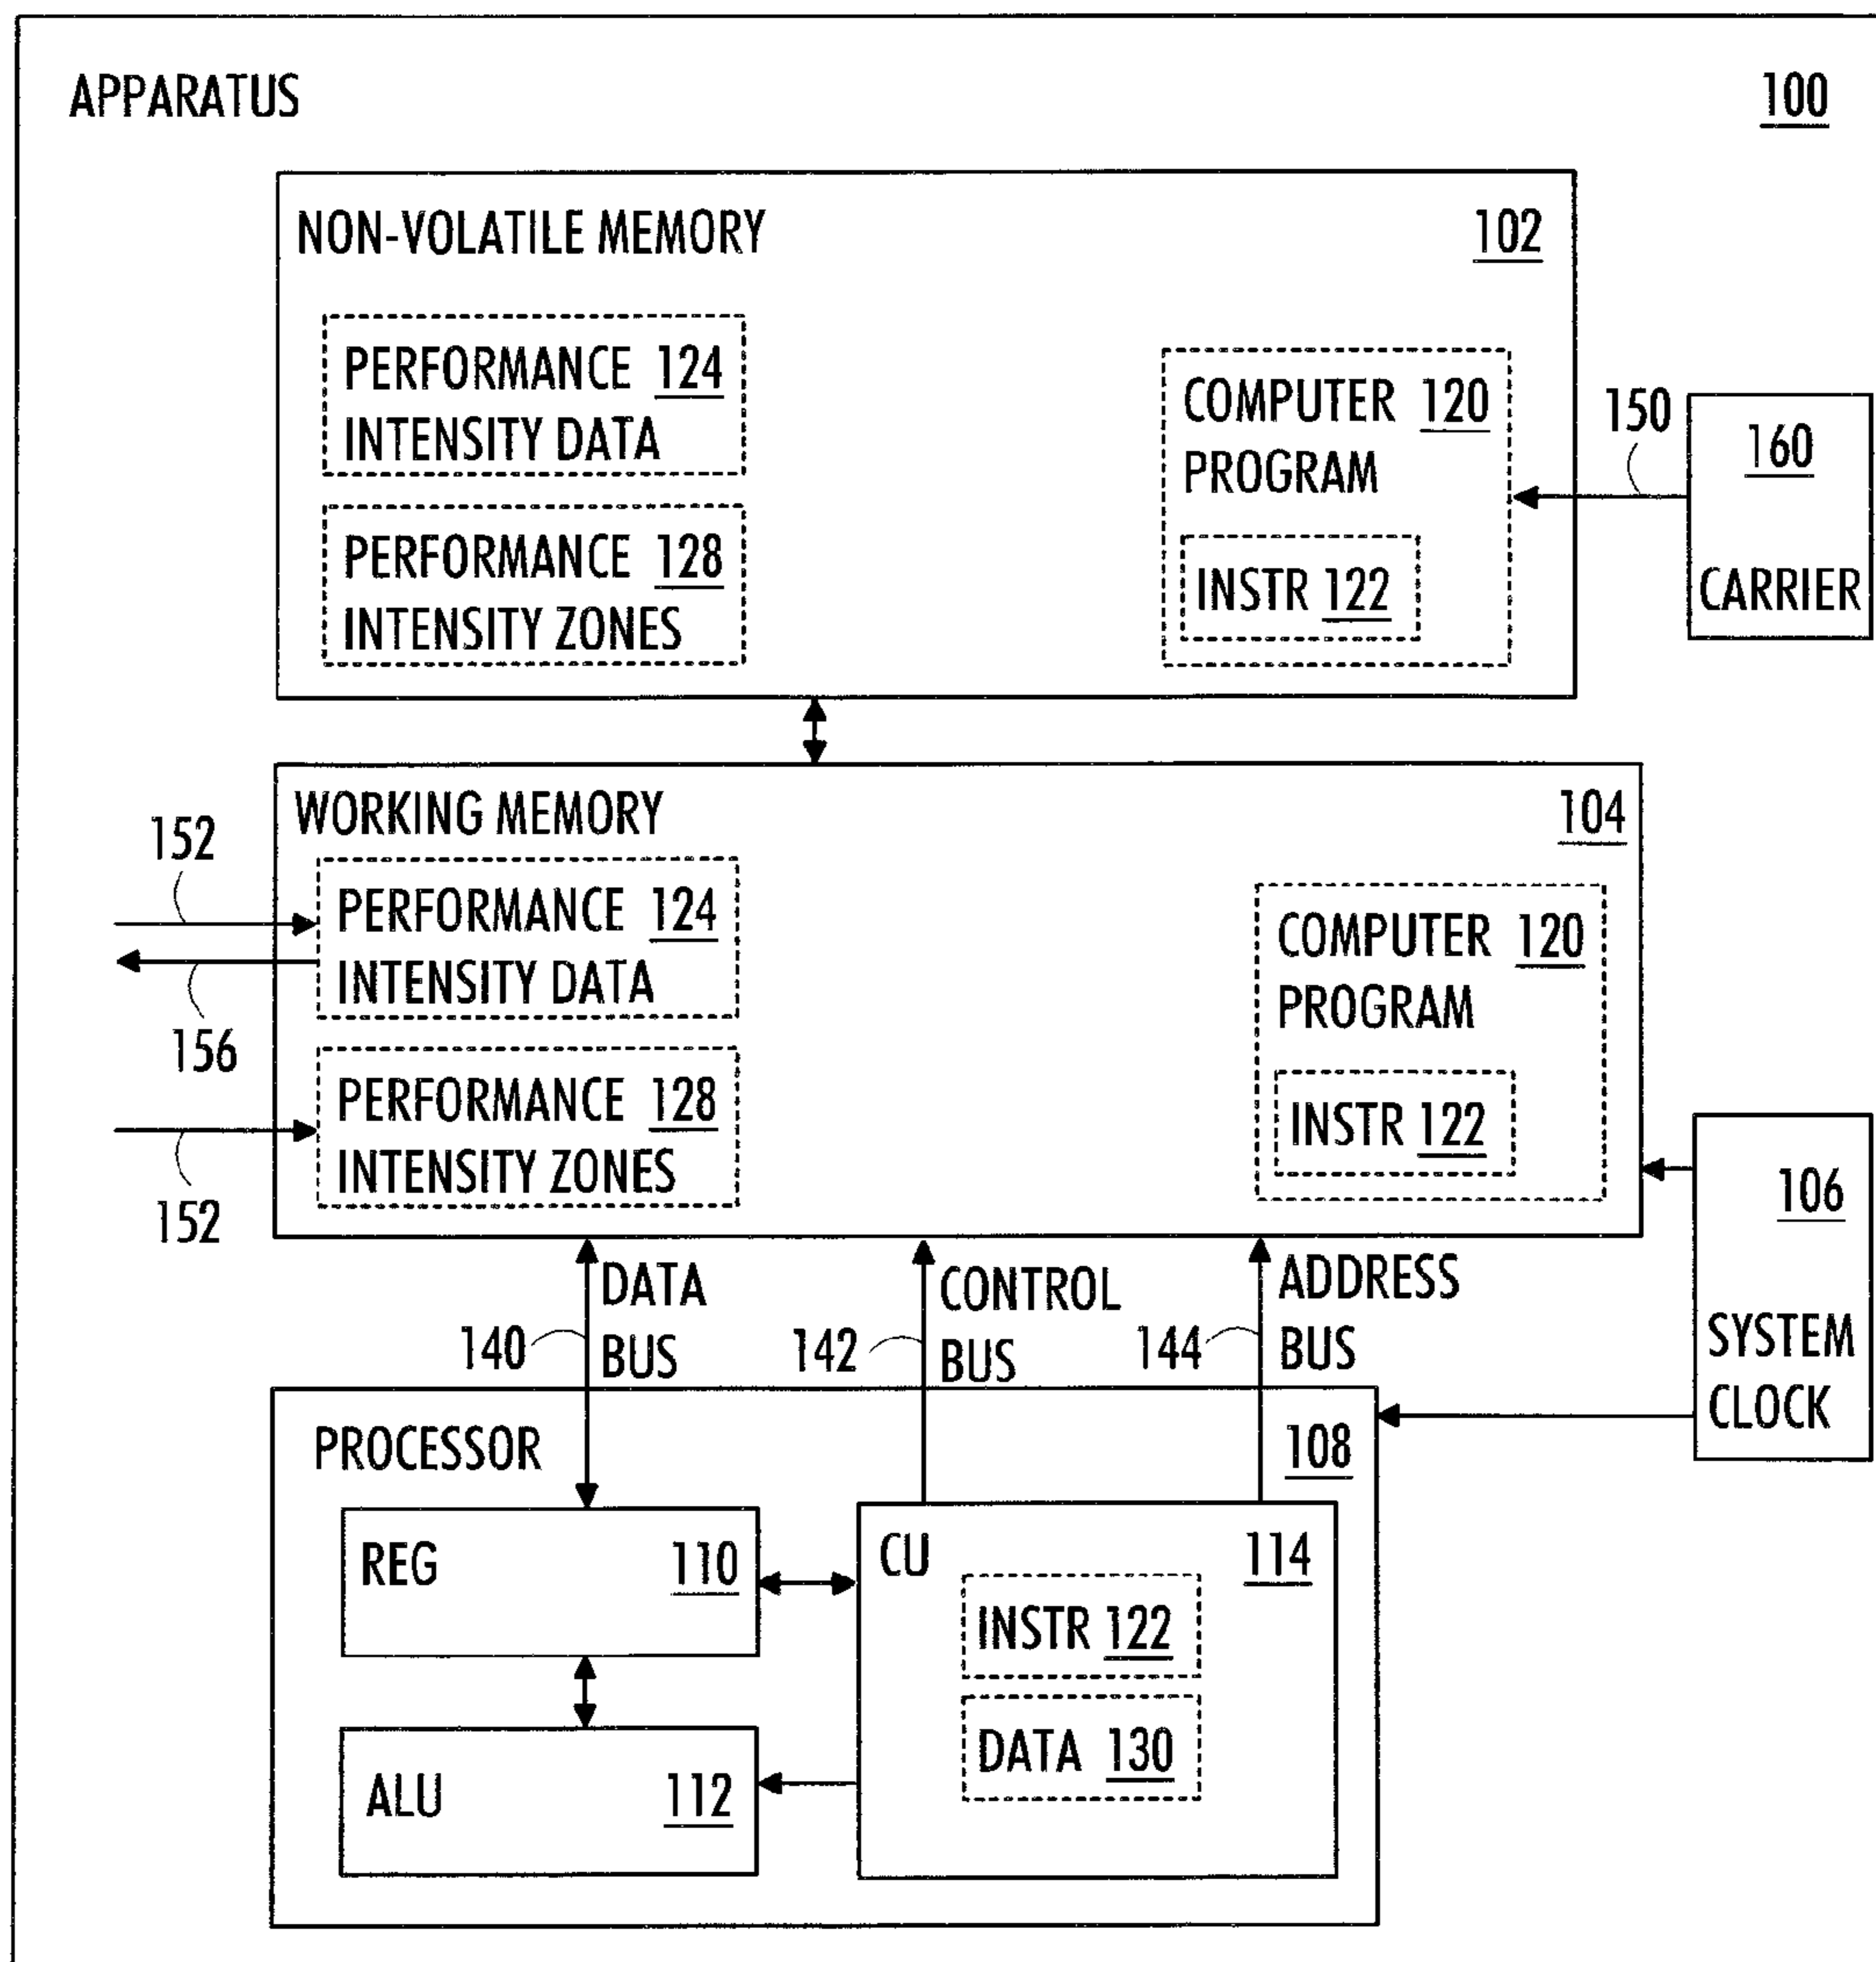 APPARATUS 100
NON-VOLATILE MEMORY 102
PERFORMANCE 124
INTENSITY DATA
PERFORMANCE 128
INTENSITY ZONES
COMPUTER 120
PROGRAM
INSTR 122
150
160
CARRIER
WORKING MEMORY 104
152
156
152
PERFORMANCE 124
INTENSITY DATA
PERFORMANCE 128
INTENSITY ZONES
COMPUTER 120
PROGRAM
INSTR 122
106
SYSTEM
CLOCK
DATA
BUS
140
CONTROL
BUS
142
ADDRESS
BUS
144
PROCESSOR 108
REG 110
CU 114
INSTR 122
DATA 130
ALU 112